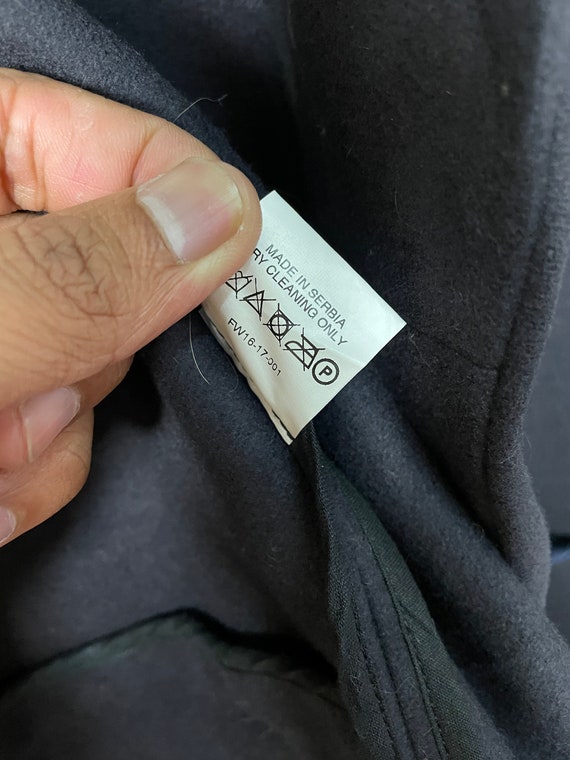 MADE IN SERBIA
RY CLEANING ONLY
P
FW16-17-001